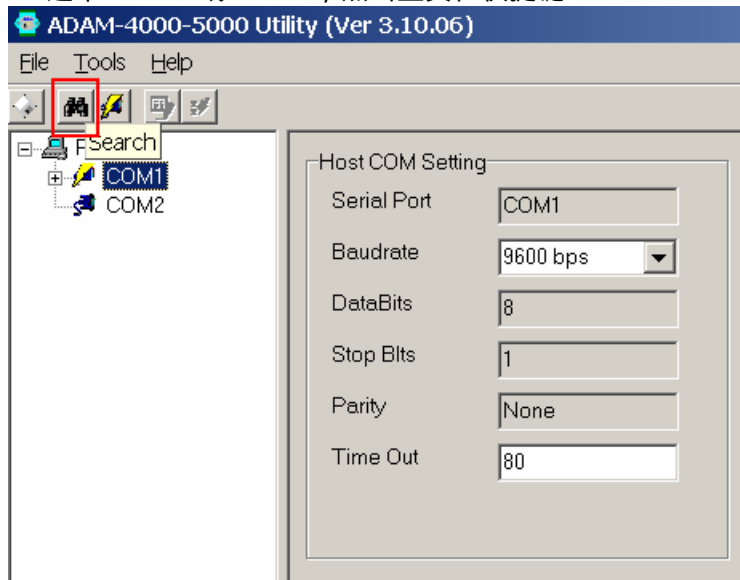 ADAM-4000-5000 Utility (Ver 3.10.06)
File Tools Help
Search
COM1
COM2
Host COM Setting
Serial Port COM1
Baudrate 9600 bps
DataBits 8
Stop BIts 1
Parity None
Time Out 80